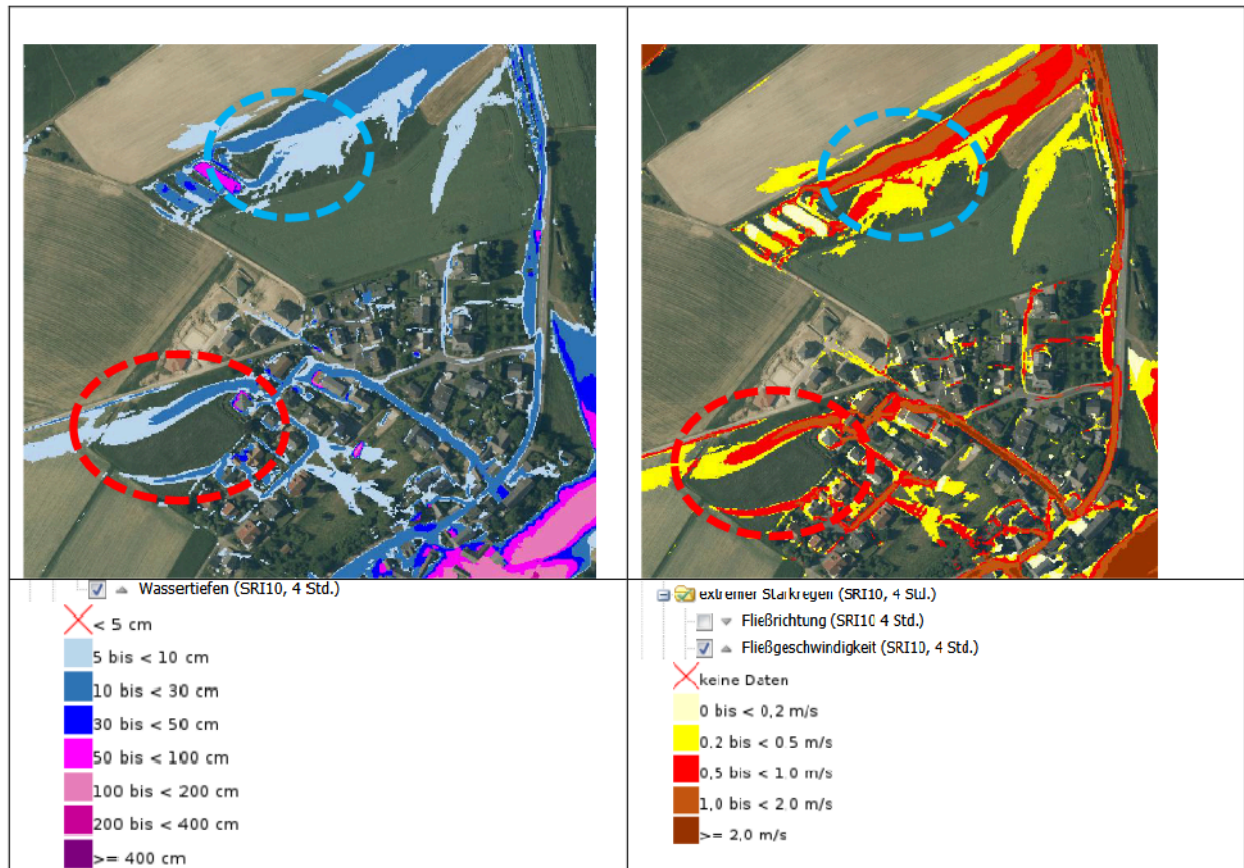 Wassertiefen (SRI10, 4 Std.)
< 5 cm
5 bis < 10 cm
10 bis < 30 cm
30 bis < 50 cm
50 bis < 100 cm
100 bis < 200 cm
200 bis < 400 cm
>= 400 cm
extremer Starkregen (SRI10, 4 Std.)
Fließrichtung (SRI10 4 Std.)
Fließgeschwindigkeit (SRI10, 4 Std.)
keine Daten
0 bis < 0,2 m/s
0,2 bis < 0,5 m/s
0,5 bis < 1,0 m/s
1,0 bis < 2,0 m/s
>= 2,0 m/s